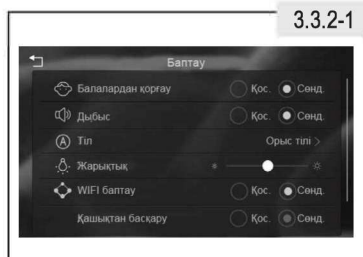 3.3.2-1
Баптау
Балалардан қорғау Қос. Сөнд.
Дыбыс Қос. Сөнд.
A Тіл Орыс тілі >
Жарықтық
WIFI баптау Қос. Сөнд.
Қашықтан басқару Қос. Сөнд.